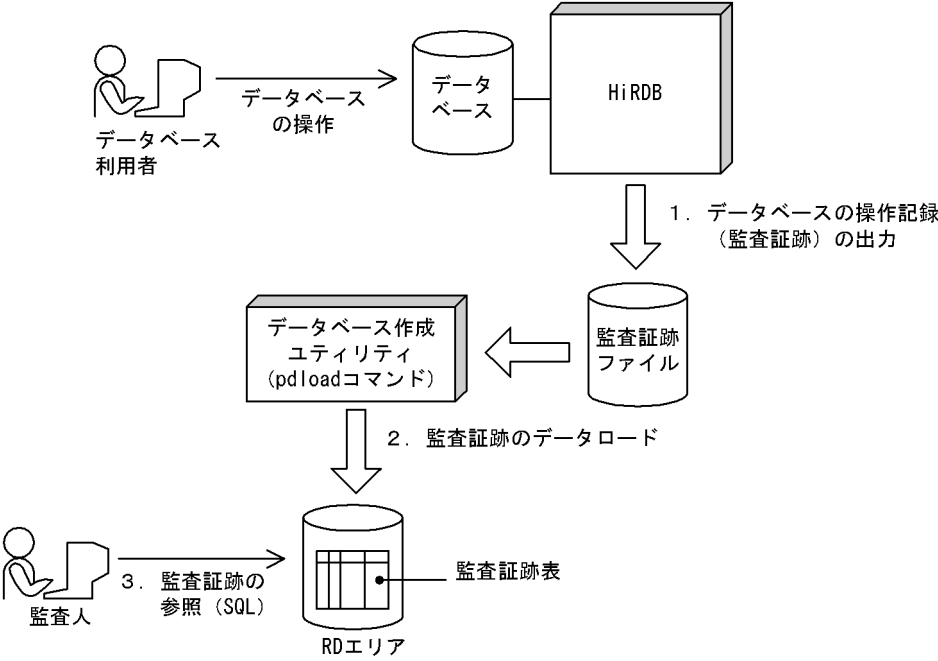 データベース
の操作
データ
ベース
HiRDB
データベース
利用者
1．データベースの操作記録
（監査証跡）の出力
監査証跡
ファイル
データベース作成
ユティリティ
(pdloadコマンド)
2．監査証跡のデータロード
3．監査証跡の
参照（SQL）
監査人
監査証跡表
RDエリア